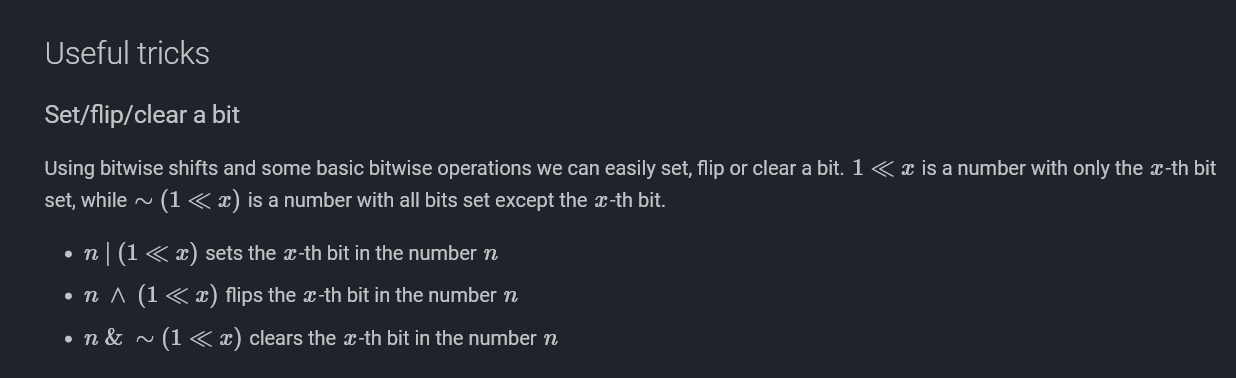 Useful tricks
Set/flip/clear a bit
Using bitwise shifts and some basic bitwise operations we can easily set, flip or clear a bit. 1 ≪ x is a number with only the x-th bit
set, while ∼ (1 ≪ x) is a number with all bits set except the x-th bit.
• n | (1 ≪ x) sets the x-th bit in the number n
• n ∧ (1 ≪ x) flips the x-th bit in the number n
• n & ∼ (1 ≪ x) clears the x-th bit in the number n